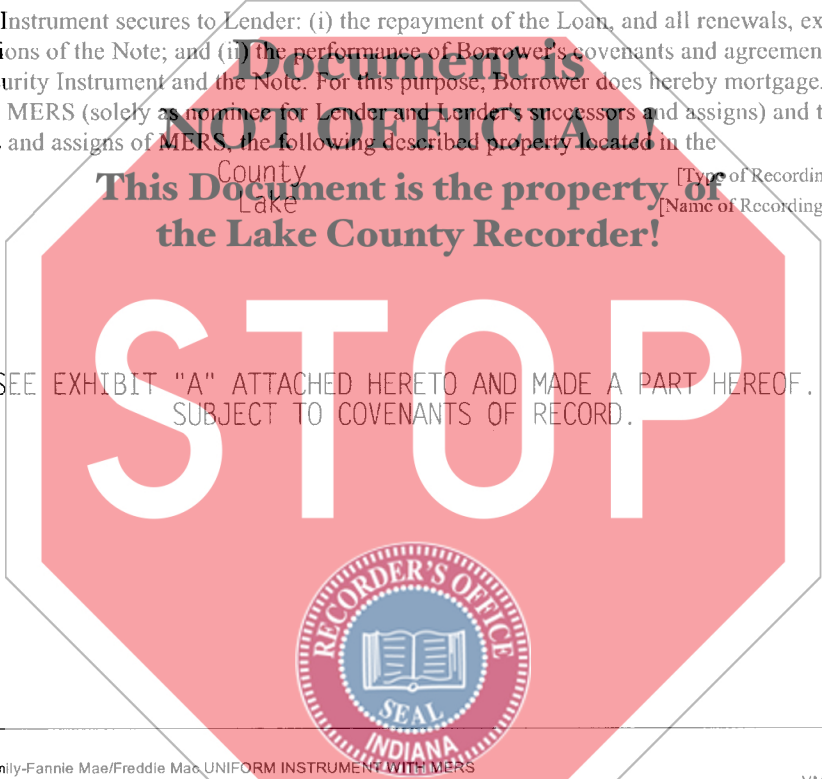 Instrument secures to Lender: (i) the repayment of the Loan, and all renewals, ex
ions of the Note; and (ii) the performance of Borrower's covenants and agreemen
urity Instrument and the Note. For this purpose, Borrower does hereby mortgage,
MERS (solely as nominee for Lender and Lender's successors and assigns) and t
and assigns of MERS, the following described property located in the
County [Type of Recordin
Lake [Name of Recording
Document is
NOT OFFICIAL!
This Document is the property of
the Lake County Recorder!
STOP
SEE EXHIBIT "A" ATTACHED HERETO AND MADE A PART HEREOF.
SUBJECT TO COVENANTS OF RECORD.
RECORDER'S OFFICE
SEAL
INDIANA
nily-Fannie Mae/Freddie Mac UNIFORM INSTRUMENT WITH MERS